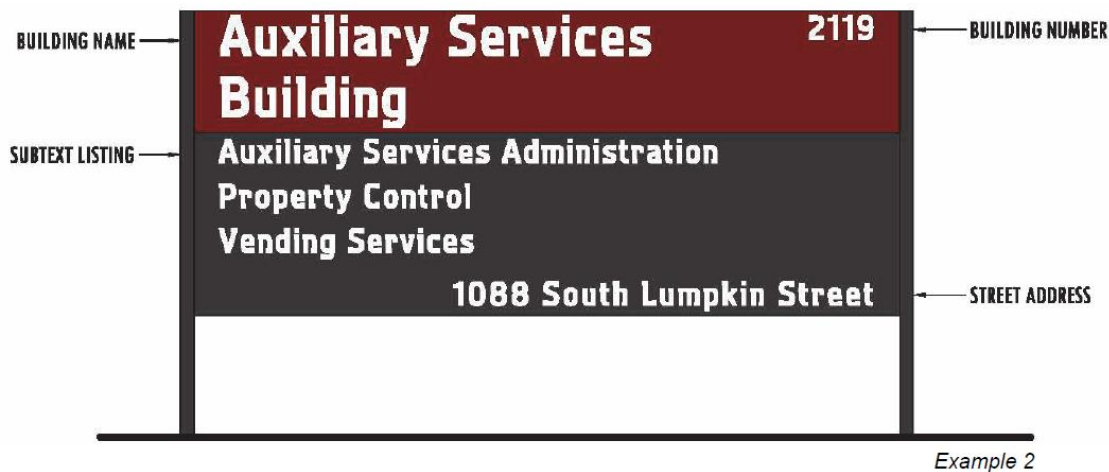 BUILDING NAME
Auxiliary Services
2119
BUILDING NUMBER
Building
SUBTEXT LISTING
Auxiliary Services Administration
Property Control
Vending Services
1088 South Lumpkin Street
STREET ADDRESS
Example 2